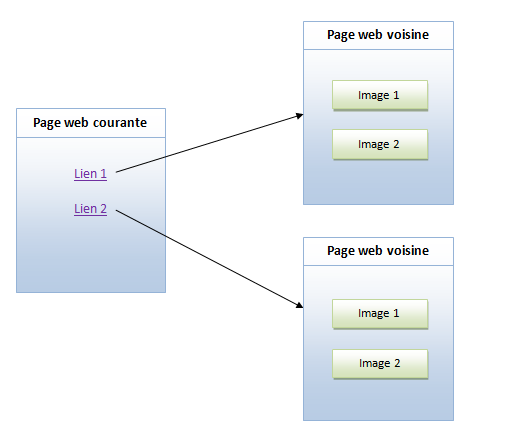 Page web courante
Lien 1
Lien 2
Page web voisine
Image 1
Image 2
Page web voisine
Image 1
Image 2